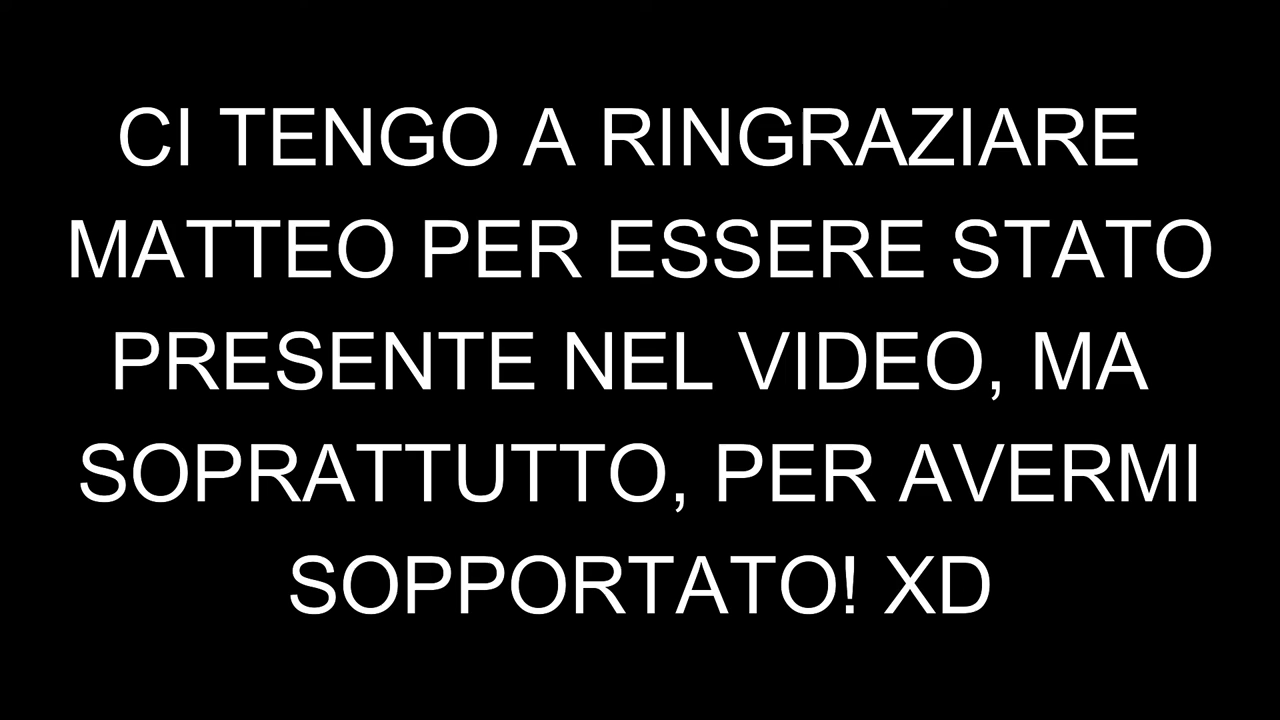 CI TENGO A RINGRAZIARE
MATTEO PER ESSERE STATO
PRESENTE NEL VIDEO, MA
SOPRATTUTTO, PER AVERMI
SOPPORTATO! XD